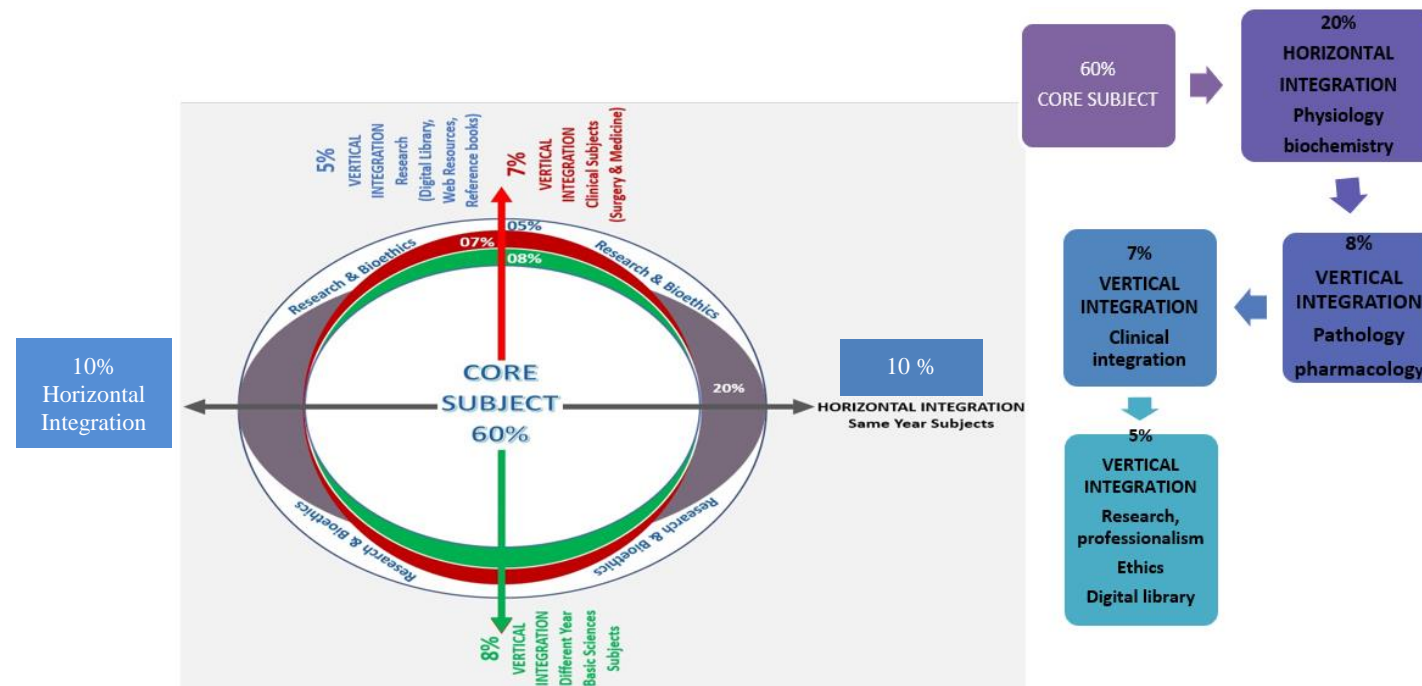 5%
VERTICAL
INTEGRATION
Research
(Digital Library,
Web Resources,
Reference books)
7%
VERTICAL
INTEGRATION
Clinical Subjects
(Surgery & Medicine)
05%
07%
08%
Research & Bioethics
Research & Bioethics
10%
Horizontal
Integration
CORE
SUBJECT
60%
20%
10 %
HORIZONTAL INTEGRATION
Same Year Subjects
Research & Bioethics
Research & Bioethics
8%
VERTICAL
INTEGRATION
Different Year
Basic Sciences
Subjects
60%
CORE SUBJECT
20%
HORIZONTAL
INTEGRATION
Physiology
biochemistry
8%
VERTICAL
INTEGRATION
Pathology
pharmacology
7%
VERTICAL
INTEGRATION
Clinical
integration
5%
VERTICAL
INTEGRATION
Research,
professionalism
Ethics
Digital library